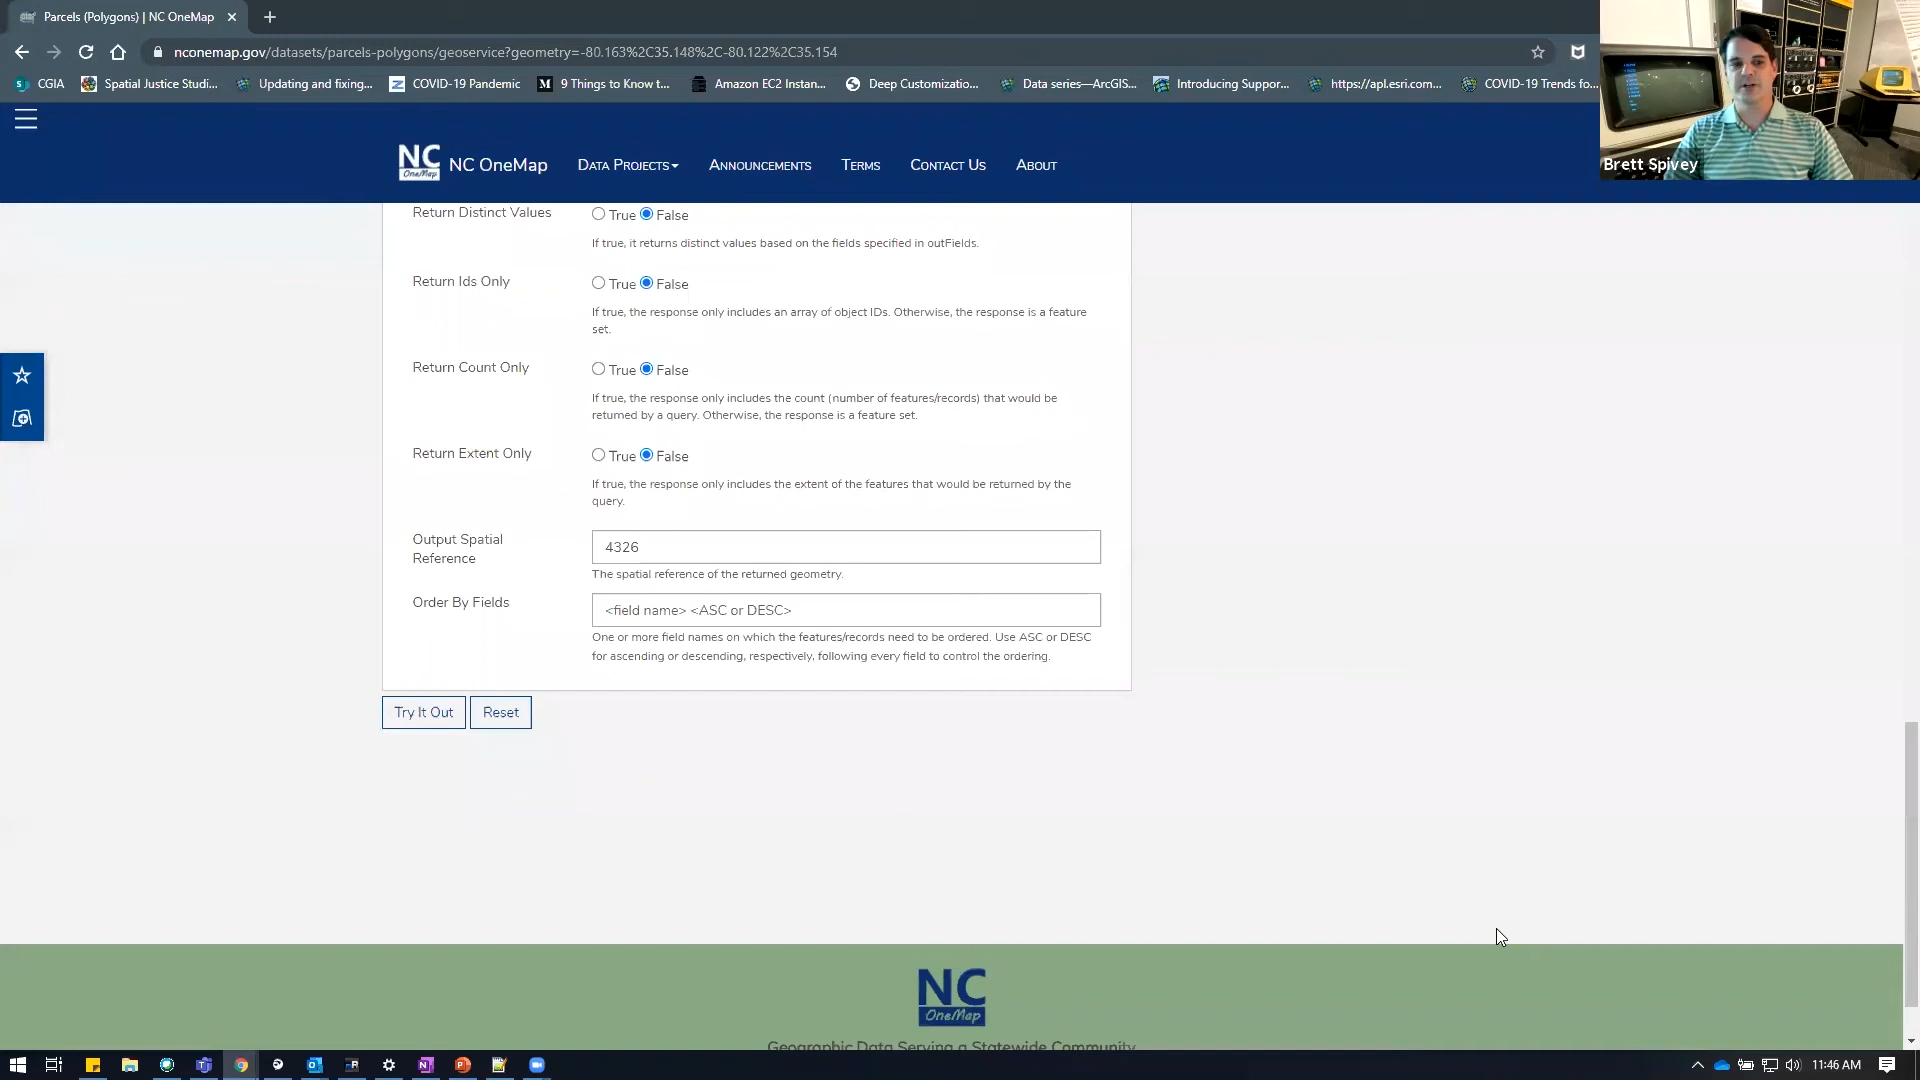 Parcels (Polygons) | NC OneMap
nconemap.gov/datasets/parcels-polygons/geoservice?geometry=-80.163%2C35.148%2C-80.122%2C35.154
CGIA
Spatial Justice Studi...
Updating and fixing...
COVID-19 Pandemic
9 Things to Know t...
Amazon EC2 Instan...
Deep Customizatio...
Data series—ArcGIS...
Introducing Suppor...
https://apl.esri.com...
COVID-19 Trends fo...
Brett Spivey
NC
OneMap
NC OneMap
DATA PROJECTS
ANNOUNCEMENTS
TERMS
CONTACT US
ABOUT
Return Distinct Values
True False
If true, it returns distinct values based on the fields specified in outFields.
Return Ids Only
True False
If true, the response only includes an array of object IDs. Otherwise, the response is a feature
set.
Return Count Only
True False
If true, the response only includes the count (number of features/records) that would be
returned by a query. Otherwise, the response is a feature set.
Return Extent Only
True False
If true, the response only includes the extent of the features that would be returned by the
query.
Output Spatial
Reference
4326
The spatial reference of the returned geometry.
Order By Fields
<field name> <ASC or DESC>
One or more field names on which the features/records need to be ordered. Use ASC or DESC
for ascending or descending, respectively, following every field to control the ordering.
Try It Out
Reset
NC
OneMap
Geographic Data Serving a Statewide Community
11:46 AM